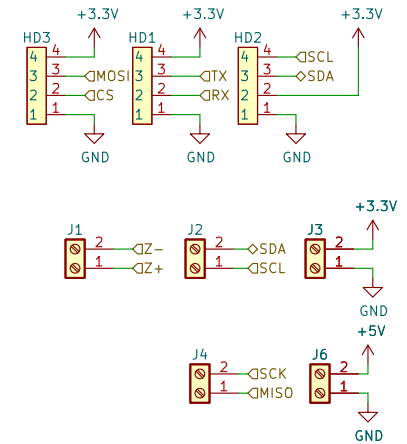 +3.3V +3.3V +3.3V
HD3 HD1 HD2
4 4 4 4 4 4 SCL
3 3 MOSI 3 3 TX 3 3 SDA
2 2 CS 2 2 RX 2 2
1 1 1 1 1 1
GND GND GND
+3.3V
J1 J2 J3
2 Z- 2 SDA 2
1 Z+ 1 SCL 1
GND
+5V
J4 J6
2 SCK 2
1 MISO 1
GND